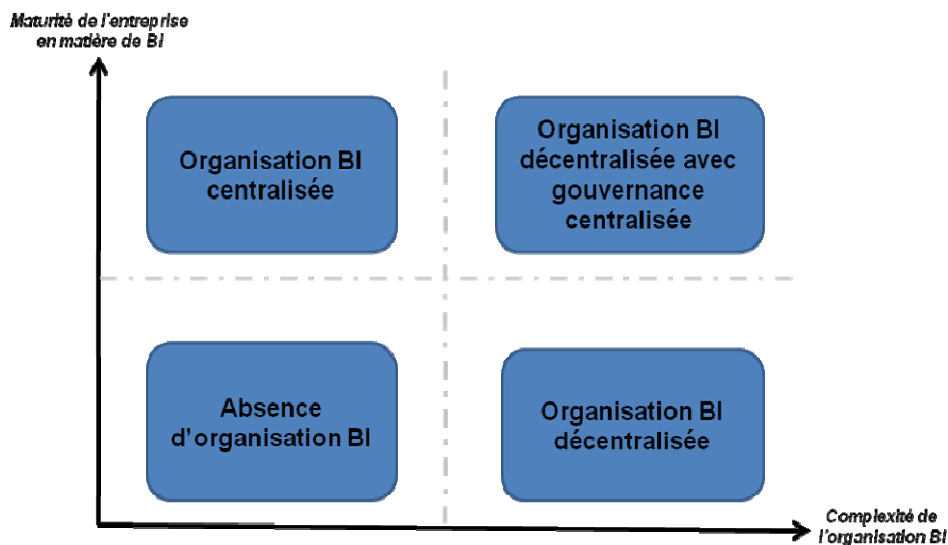 Maturité de l'entreprise
en matière de BI
Organisation BI
centralisée
Organisation BI
décentralisée avec
gouvernance
centralisée
Absence
d'organisation BI
Organisation BI
décentralisée
Complexité de
l'organisation BI